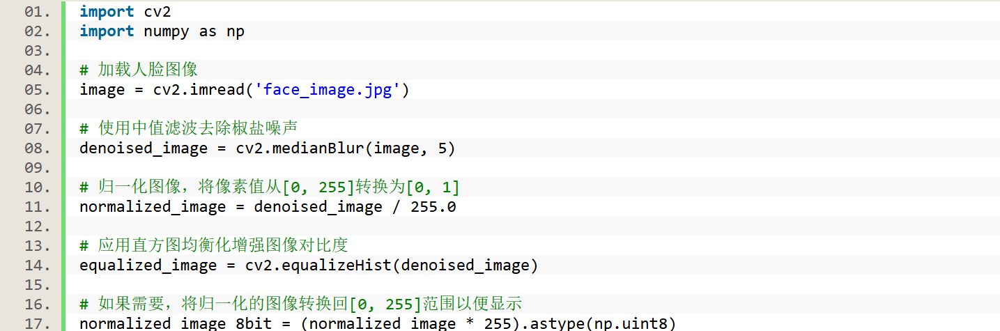 01. import cv2
02. import numpy as np
03.
04. # 加载人脸图像
05. image = cv2.imread('face_image.jpg')
06.
07. # 使用中值滤波去除椒盐噪声
08. denoised_image = cv2.medianBlur(image, 5)
09.
10. # 归一化图像，将像素值从[0, 255]转换为[0, 1]
11. normalized_image = denoised_image / 255.0
12.
13. # 应用直方图均衡化增强图像对比度
14. equalized_image = cv2.equalizeHist(denoised_image)
15.
16. # 如果需要，将归一化的图像转换回[0, 255]范围以便显示
17. normalized_image_8bit = (normalized_image * 255).astype(np.uint8)